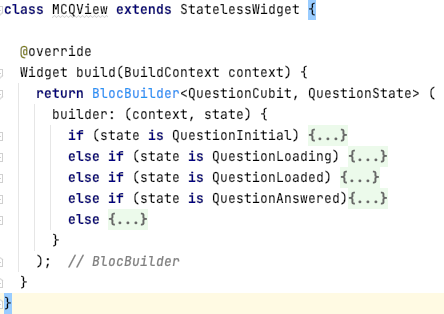 class MCQView extends StatelessWidget {
@override
Widget build(BuildContext context) {
return BlocBuilder<QuestionCubit, QuestionState> (
builder: (context, state) {
if (state is QuestionInitial) {...}
else if (state is QuestionLoading) {...}
else if (state is QuestionLoaded) {...}
else if (state is QuestionAnswered){...}
else {...}
}
); // BlocBuilder
}
}